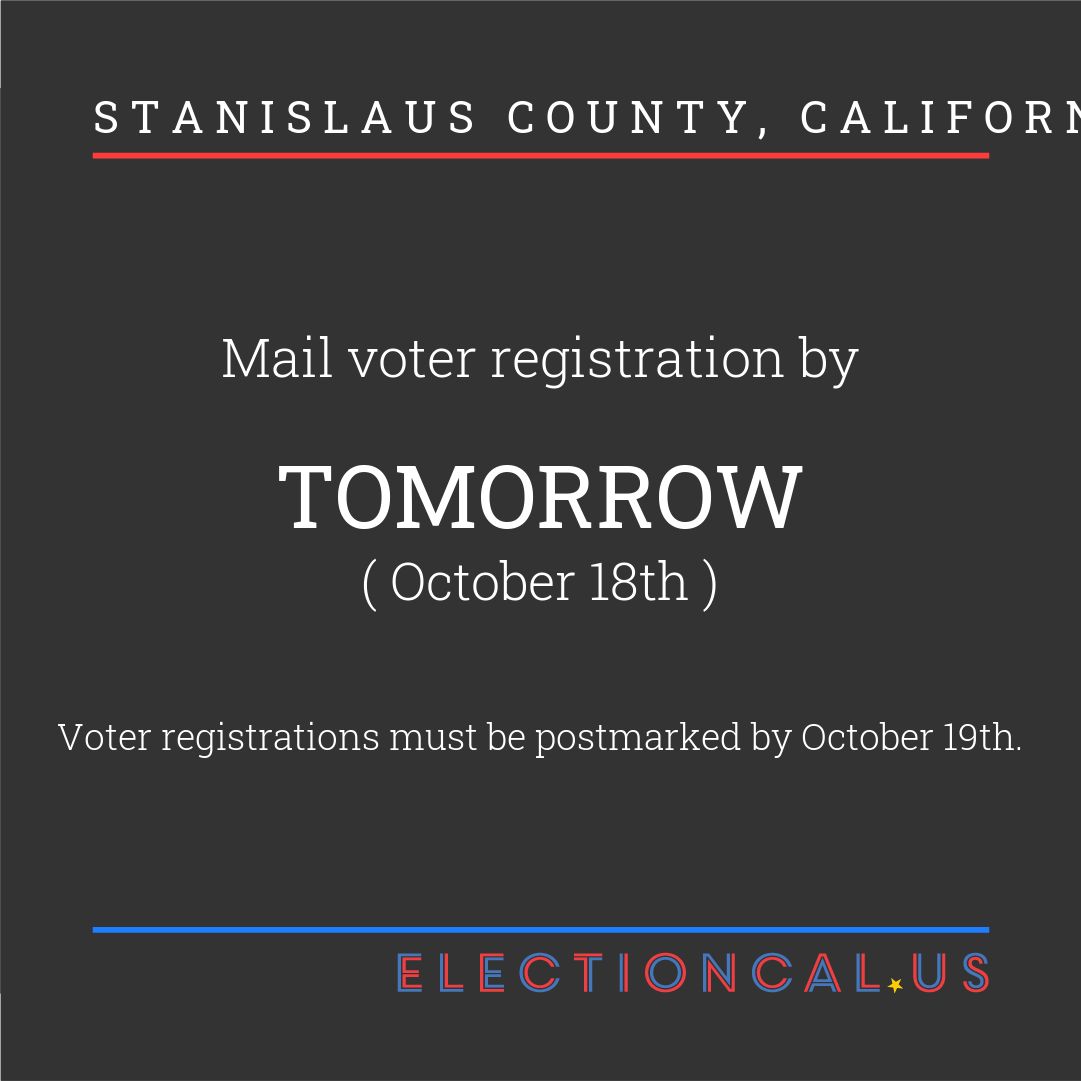 STANISLAUS COUNTY, CALIFORN
Mail voter registration by
TOMORROW
( October 18th )
Voter registrations must be postmarked by October 19th.
ELECTIONCAL.US